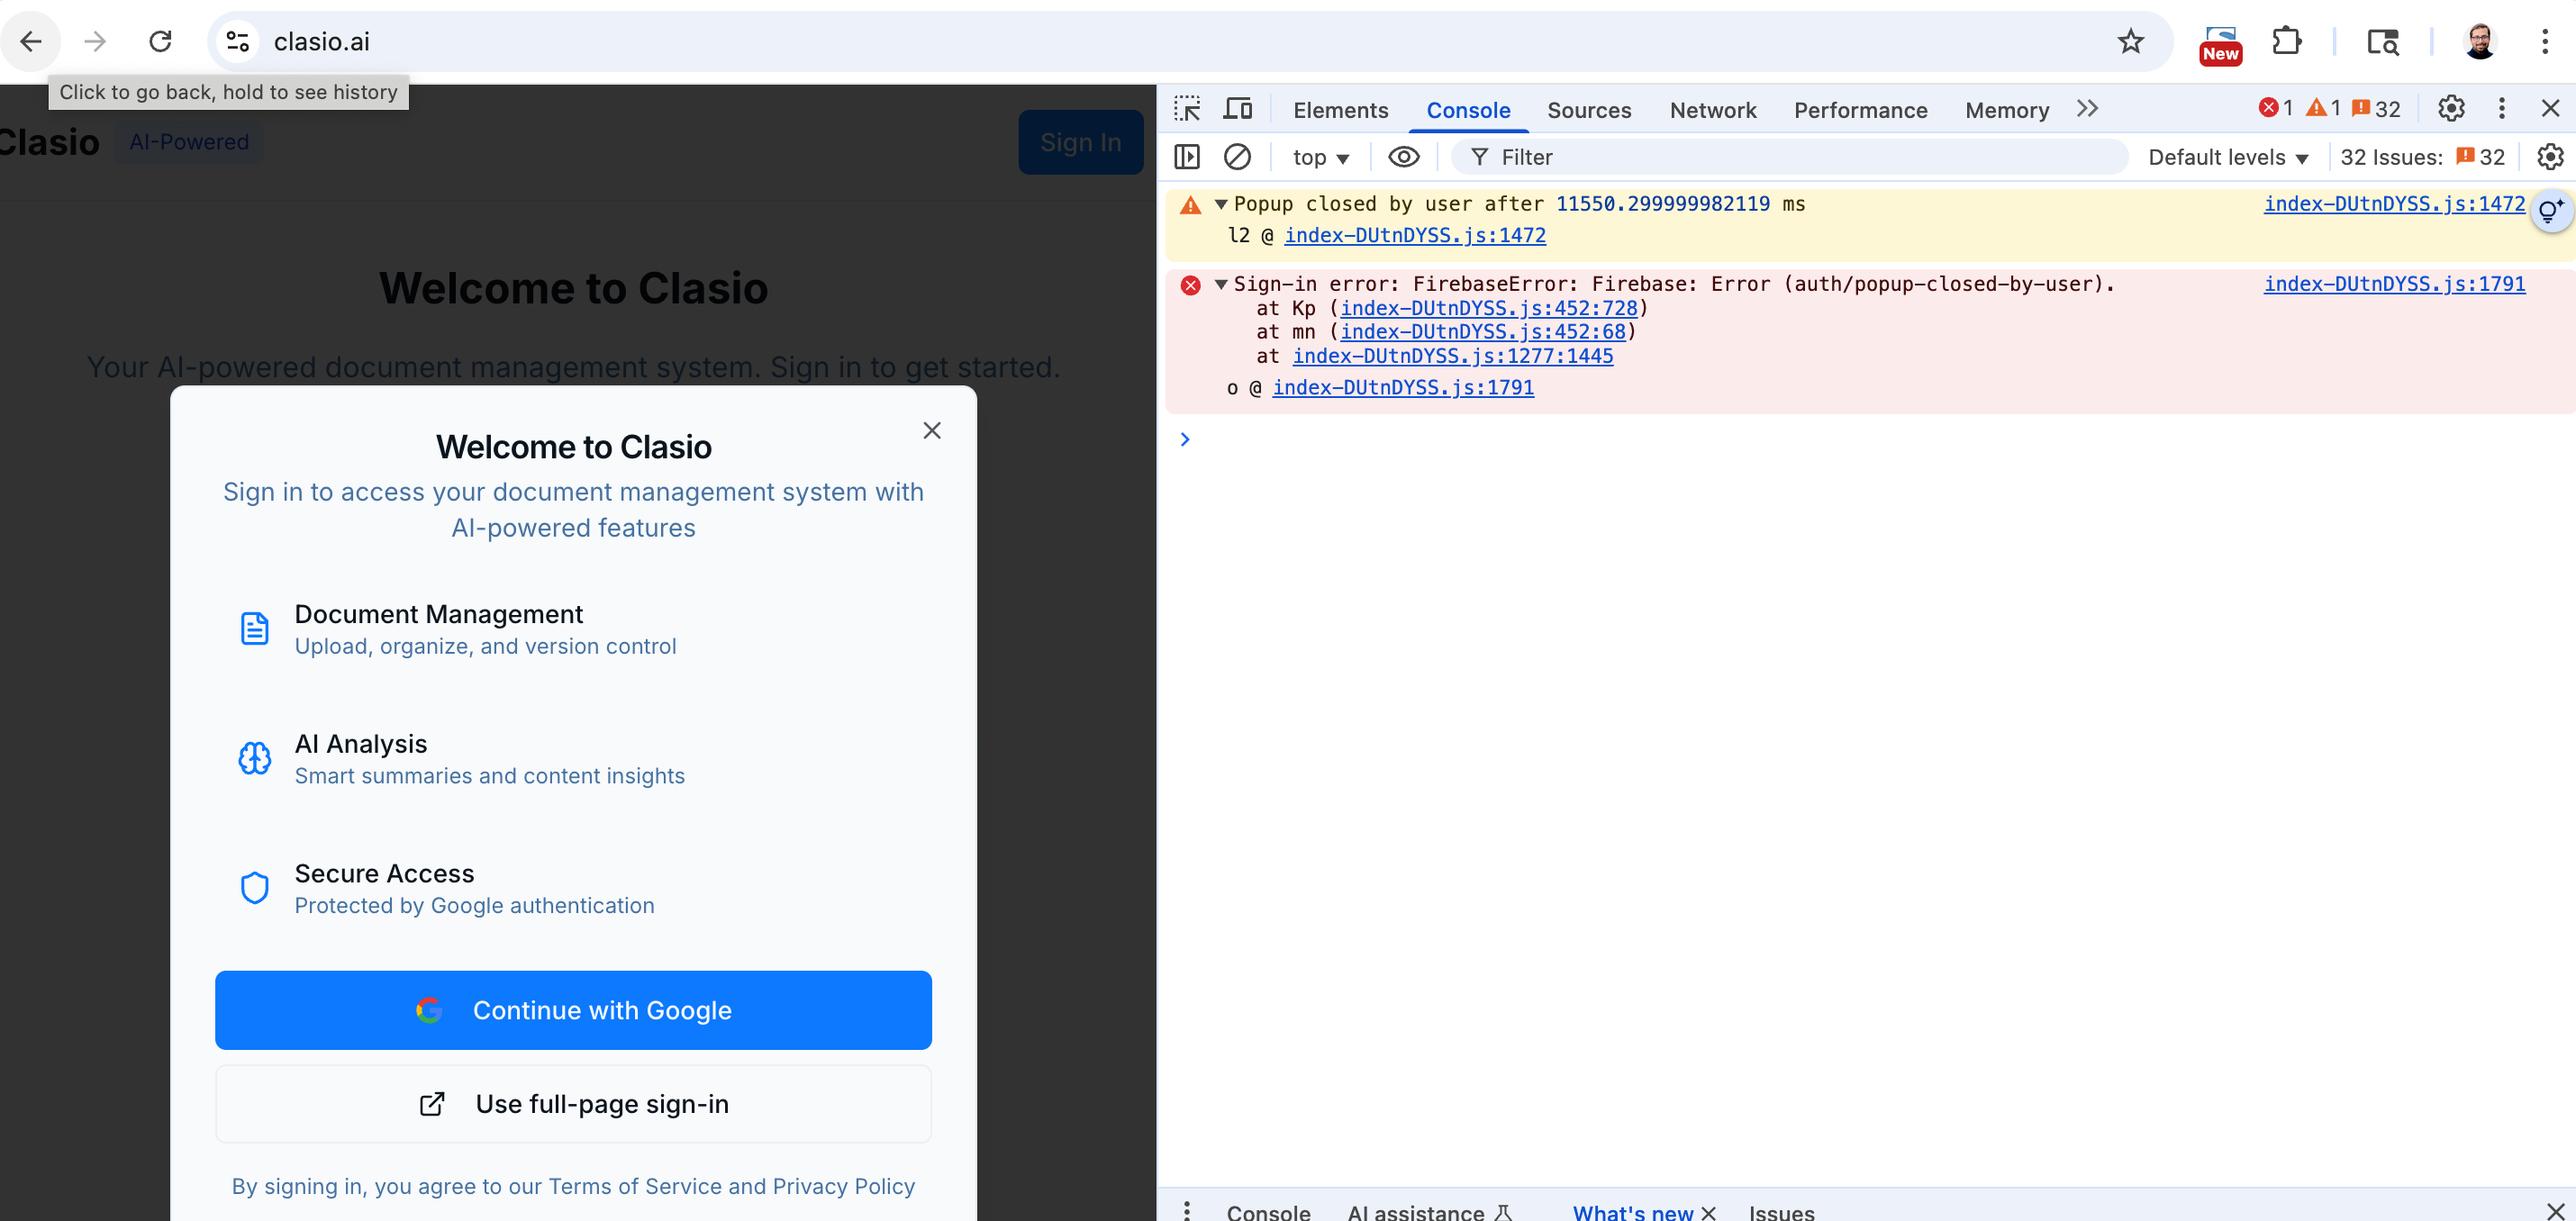 clasio.ai
New
Click to go back, hold to see history
Clasio
AI-Powered
Sign In
Welcome to Clasio
Your AI-powered document management system. Sign in to get started.
Welcome to Clasio
Sign in to access your document management system with
AI-powered features
Document Management
Upload, organize, and version control
AI Analysis
Smart summaries and content insights
Secure Access
Protected by Google authentication
Continue with Google
Use full-page sign-in
By signing in, you agree to our Terms of Service and Privacy Policy
Elements Console Sources Network Performance Memory 1 1 32
top Filter Default levels 32 Issues: 32
Popup closed by user after 11550.299999982119 ms index-DUtnDYSS.js:1472
l2 @ index-DUtnDYSS.js:1472
Sign-in error: FirebaseError: Firebase: Error (auth/popup-closed-by-user). index-DUtnDYSS.js:1791
at Kp (index-DUtnDYSS.js:452:728)
at mn (index-DUtnDYSS.js:452:68)
at index-DUtnDYSS.js:1277:1445
o @ index-DUtnDYSS.js:1791
Console AI assistance What's new Issues